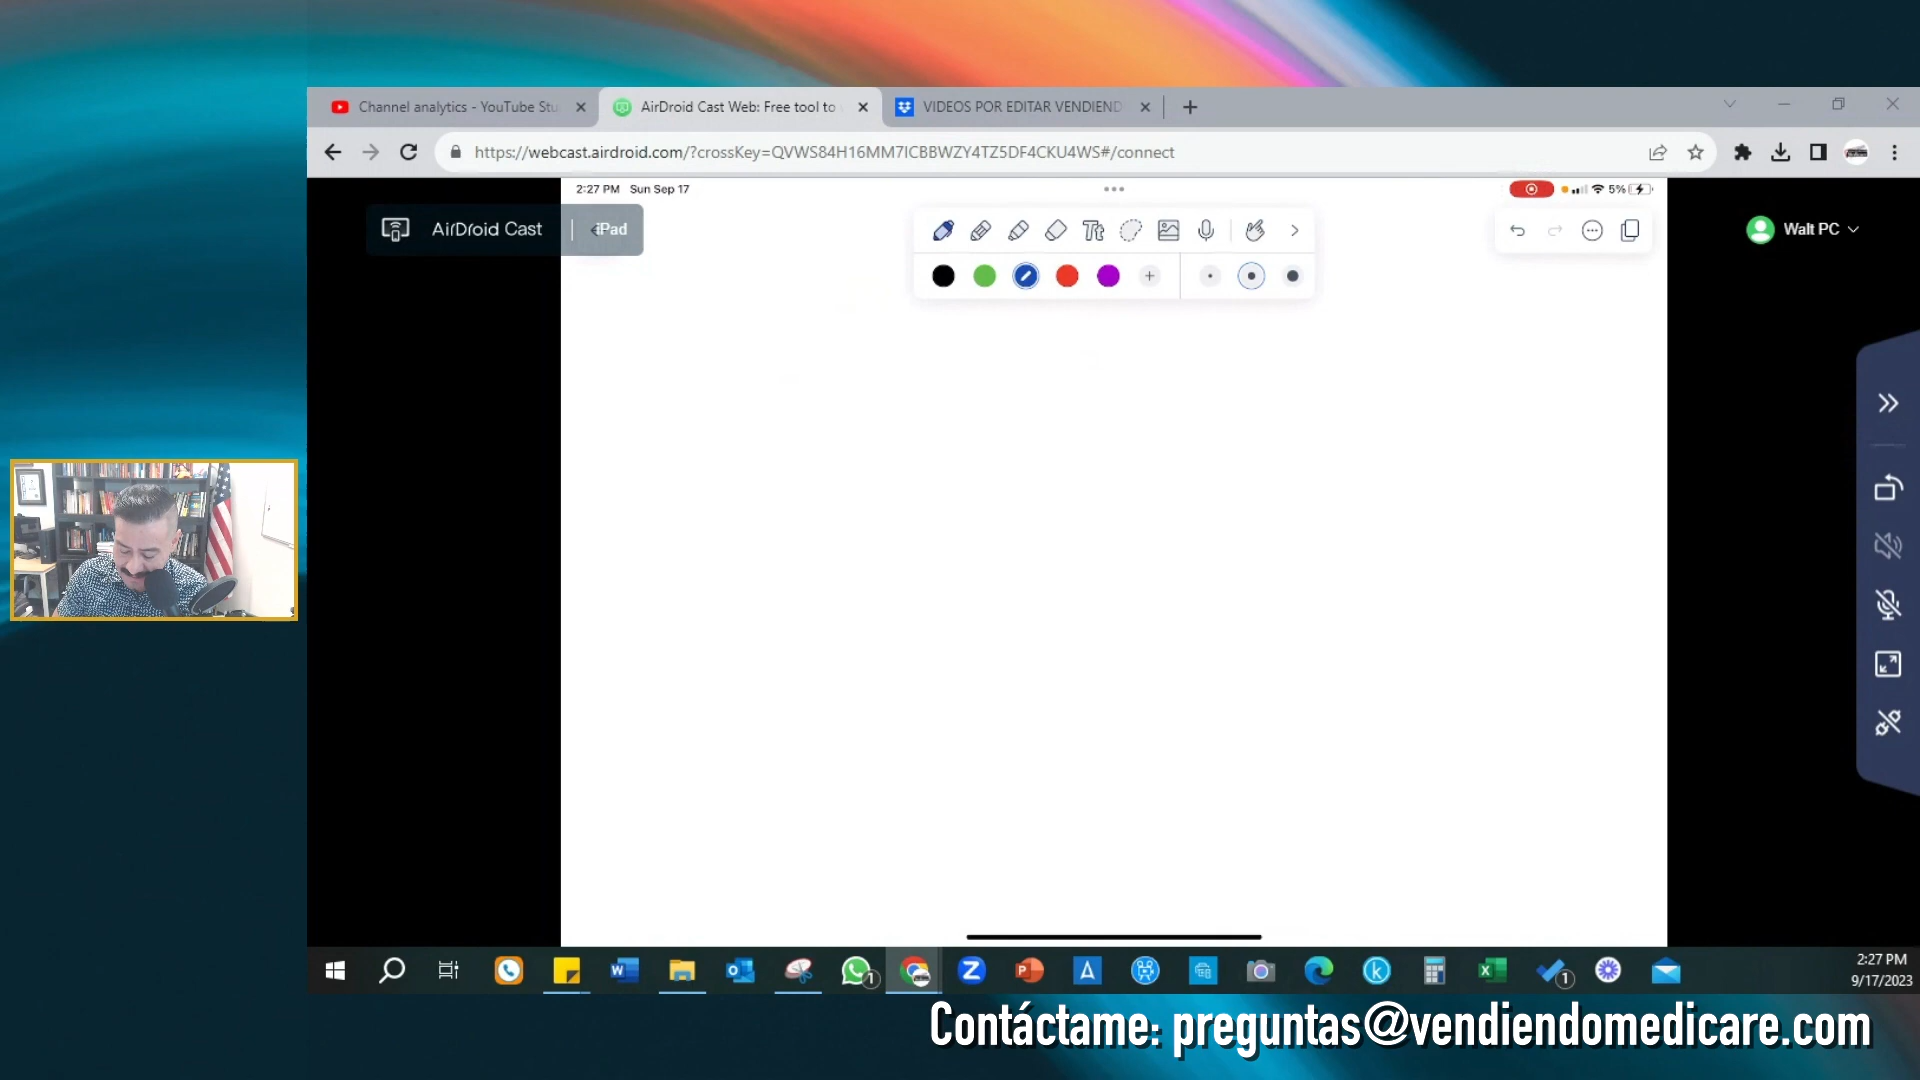 Channel analytics - YouTube Stu
AirDroid Cast Web: Free tool to
VIDEOS POR EDITAR VENDIEND
https://webcast.airdroid.com/?crossKey=QVWS84H16MM7ICBBWZY4TZ5DF4CKU4WS#/connect
2:27 PM Sun Sep 17
5%
AirDroid Cast
iPad
Tt
Walt PC
2:27 PM
9/17/2023
Contáctame: preguntas@vendiendomedicare.com